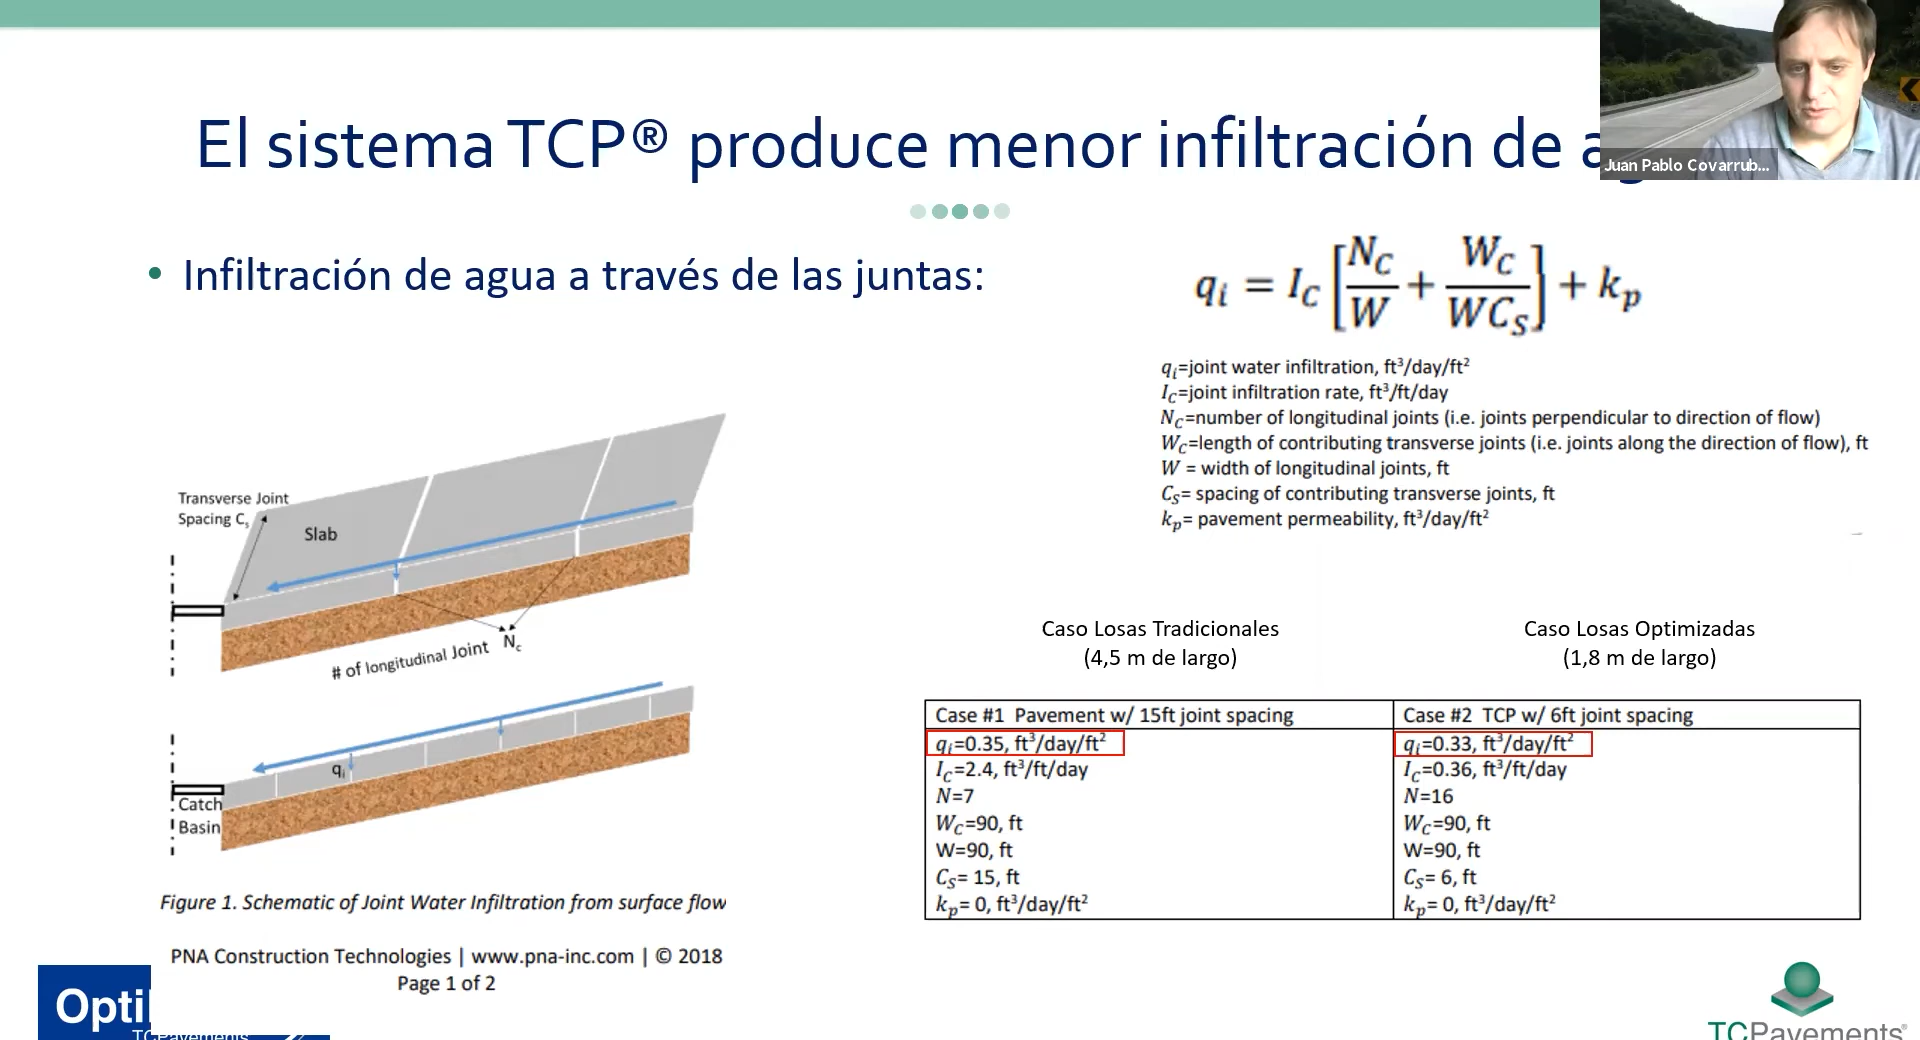 El sistema TCP® produce menor infiltración de
Juan Pablo Covarrub...
• Infiltración de agua a través de las juntas:
qᵢ = I_C [N_C/W + W_C/WC_S] + k_p
qᵢ=joint water infiltration, ft³/day/ft²
I_C=joint infiltration rate, ft³/ft/day
N_C=number of longitudinal joints (i.e. joints perpendicular to direction of flow)
W_C=length of contributing transverse joints (i.e. joints along the direction of flow), ft
W = width of longitudinal joints, ft
C_S= spacing of contributing transverse joints, ft
k_p= pavement permeability, ft³/day/ft²
Transverse Joint
Spacing C_s
Slab
# of longitudinal Joint N_c
qᵢ
Catch
Basin
Figure 1. Schematic of Joint Water Infiltration from surface flow
PNA Construction Technologies | www.pna-inc.com | © 2018
Page 1 of 2
Caso Losas Tradicionales
(4,5 m de largo)
Caso Losas Optimizadas
(1,8 m de largo)
Case #1 Pavement w/ 15ft joint spacing
qᵢ=0.35, ft³/day/ft²
I_C=2.4, ft³/ft/day
N=7
W_C=90, ft
W=90, ft
C_S= 15, ft
k_p= 0, ft³/day/ft²
Case #2 TCP w/ 6ft joint spacing
qᵢ=0.33, ft³/day/ft²
I_C=0.36, ft³/ft/day
N=16
W_C=90, ft
W=90, ft
C_S= 6, ft
k_p= 0, ft³/day/ft²
Opti
TCPavements
TCPavements®